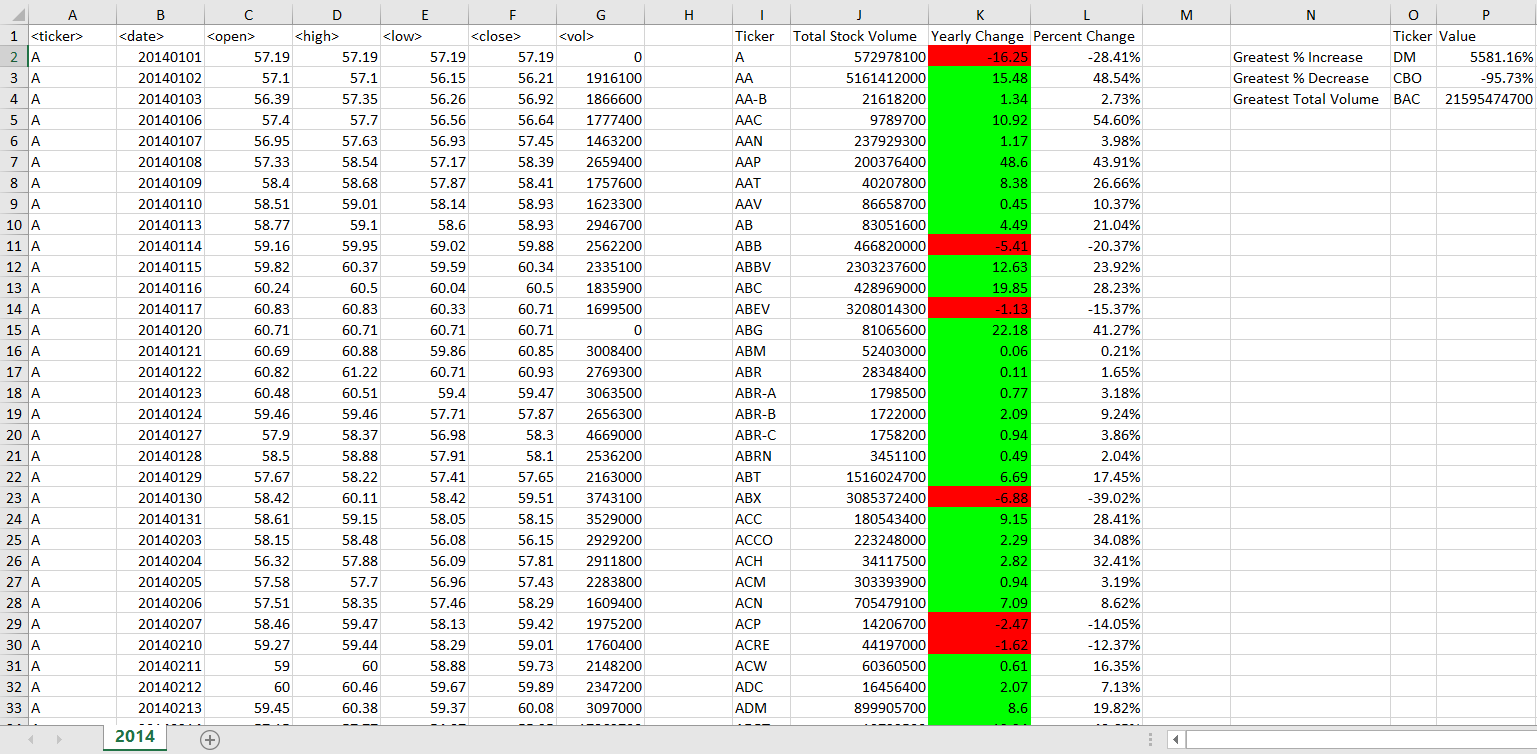 A B C D E F G H I J K L M N O P
1 <ticker> <date> <open> <high> <low> <close> <vol> Ticker Total Stock Volume Yearly Change Percent Change Ticker Value
2 A 20140101 57.19 57.19 57.19 57.19 0 A 572978100 -16.25 -28.41% Greatest % Increase DM 5581.16%
3 A 20140102 57.1 57.1 56.15 56.21 1916100 AA 5161412000 15.48 48.54% Greatest % Decrease CBO -95.73%
4 A 20140103 56.39 57.35 56.26 56.92 1866600 AA-B 21618200 1.34 2.73% Greatest Total Volume BAC 21595474700
5 A 20140106 57.4 57.7 56.56 56.64 1777400 AAC 9789700 10.92 54.60%
6 A 20140107 56.95 57.63 56.93 57.45 1463200 AAN 237929300 1.17 3.98%
7 A 20140108 57.33 58.54 57.17 58.39 2659400 AAP 200376400 48.6 43.91%
8 A 20140109 58.4 58.68 57.87 58.41 1757600 AAT 40207800 8.38 26.66%
9 A 20140110 58.51 59.01 58.14 58.93 1623300 AAV 86658700 0.45 10.37%
10 A 20140113 58.77 59.1 58.6 58.93 2946700 AB 83051600 4.49 21.04%
11 A 20140114 59.16 59.95 59.02 59.88 2562200 ABB 466820000 -5.41 -20.37%
12 A 20140115 59.82 60.37 59.59 60.34 2335100 ABBV 2303237600 12.63 23.92%
13 A 20140116 60.24 60.5 60.04 60.5 1835900 ABC 428969000 19.85 28.23%
14 A 20140117 60.83 60.83 60.33 60.71 1699500 ABEV 3208014300 -1.13 -15.37%
15 A 20140120 60.71 60.71 60.71 60.71 0 ABG 81065600 22.18 41.27%
16 A 20140121 60.69 60.88 59.86 60.85 3008400 ABM 52403000 0.06 0.21%
17 A 20140122 60.82 61.22 60.71 60.93 2769300 ABR 28348400 0.11 1.65%
18 A 20140123 60.48 60.51 59.4 59.47 3063500 ABR-A 1798500 0.77 3.18%
19 A 20140124 59.46 59.46 57.71 57.87 2656300 ABR-B 1722000 2.09 9.24%
20 A 20140127 57.9 58.37 56.98 58.3 4669000 ABR-C 1758200 0.94 3.86%
21 A 20140128 58.5 58.88 57.91 58.1 2536200 ABRN 3451100 0.49 2.04%
22 A 20140129 57.67 58.22 57.41 57.65 2163000 ABT 1516024700 6.69 17.45%
23 A 20140130 58.42 60.11 58.42 59.51 3743100 ABX 3085372400 -6.88 -39.02%
24 A 20140131 58.61 59.15 58.05 58.15 3529000 ACC 180543400 9.15 28.41%
25 A 20140203 58.15 58.48 56.08 56.15 2929200 ACCO 223248000 2.29 34.08%
26 A 20140204 56.32 57.88 56.09 57.81 2911800 ACH 34117500 2.82 32.41%
27 A 20140205 57.58 57.7 56.96 57.43 2283800 ACM 303393900 0.94 3.19%
28 A 20140206 57.51 58.35 57.46 58.29 1609400 ACN 705479100 7.09 8.62%
29 A 20140207 58.46 59.47 58.13 59.42 1975200 ACP 14206700 -2.47 -14.05%
30 A 20140210 59.27 59.44 58.29 59.01 1760400 ACRE 44197000 -1.62 -12.37%
31 A 20140211 59 60 58.88 59.73 2148200 ACW 60360500 0.61 16.35%
32 A 20140212 60 60.46 59.67 59.89 2347200 ADC 16456400 2.07 7.13%
33 A 20140213 59.45 60.38 59.37 60.08 3097000 ADM 899905700 8.6 19.82%
2014